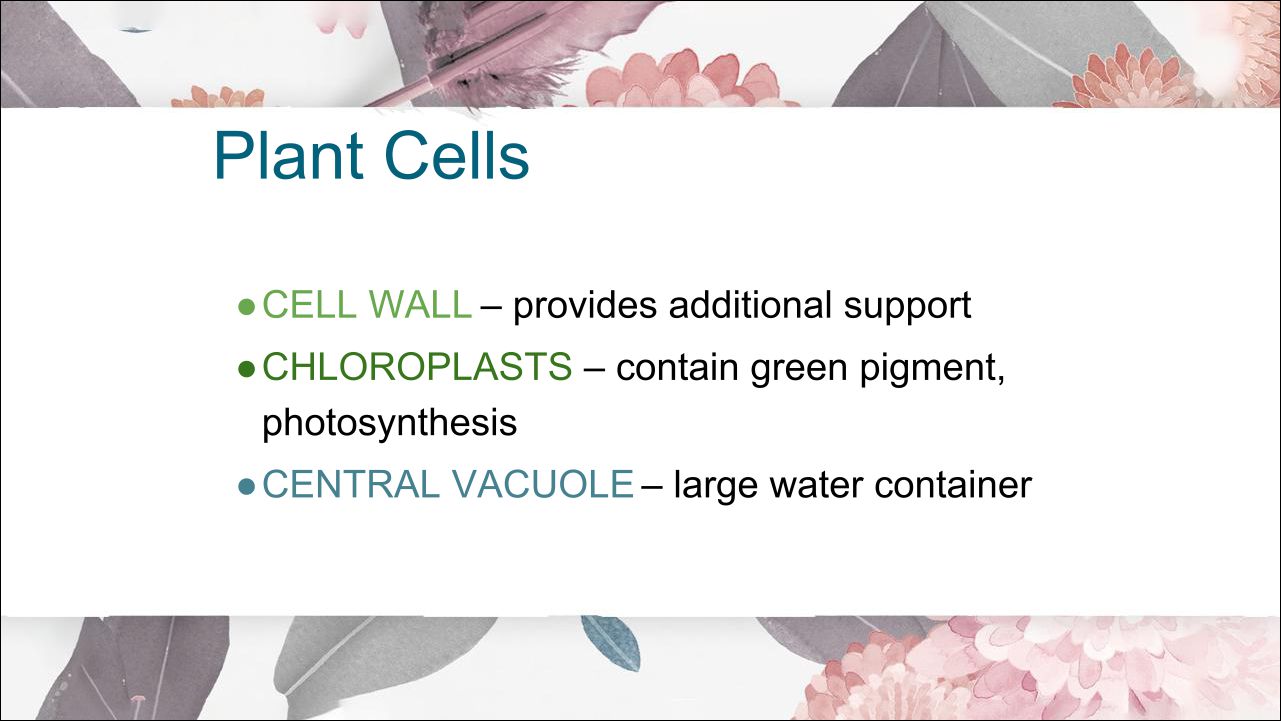 Plant Cells
●CELL WALL – provides additional support
●CHLOROPLASTS – contain green pigment,
photosynthesis
●CENTRAL VACUOLE – large water container